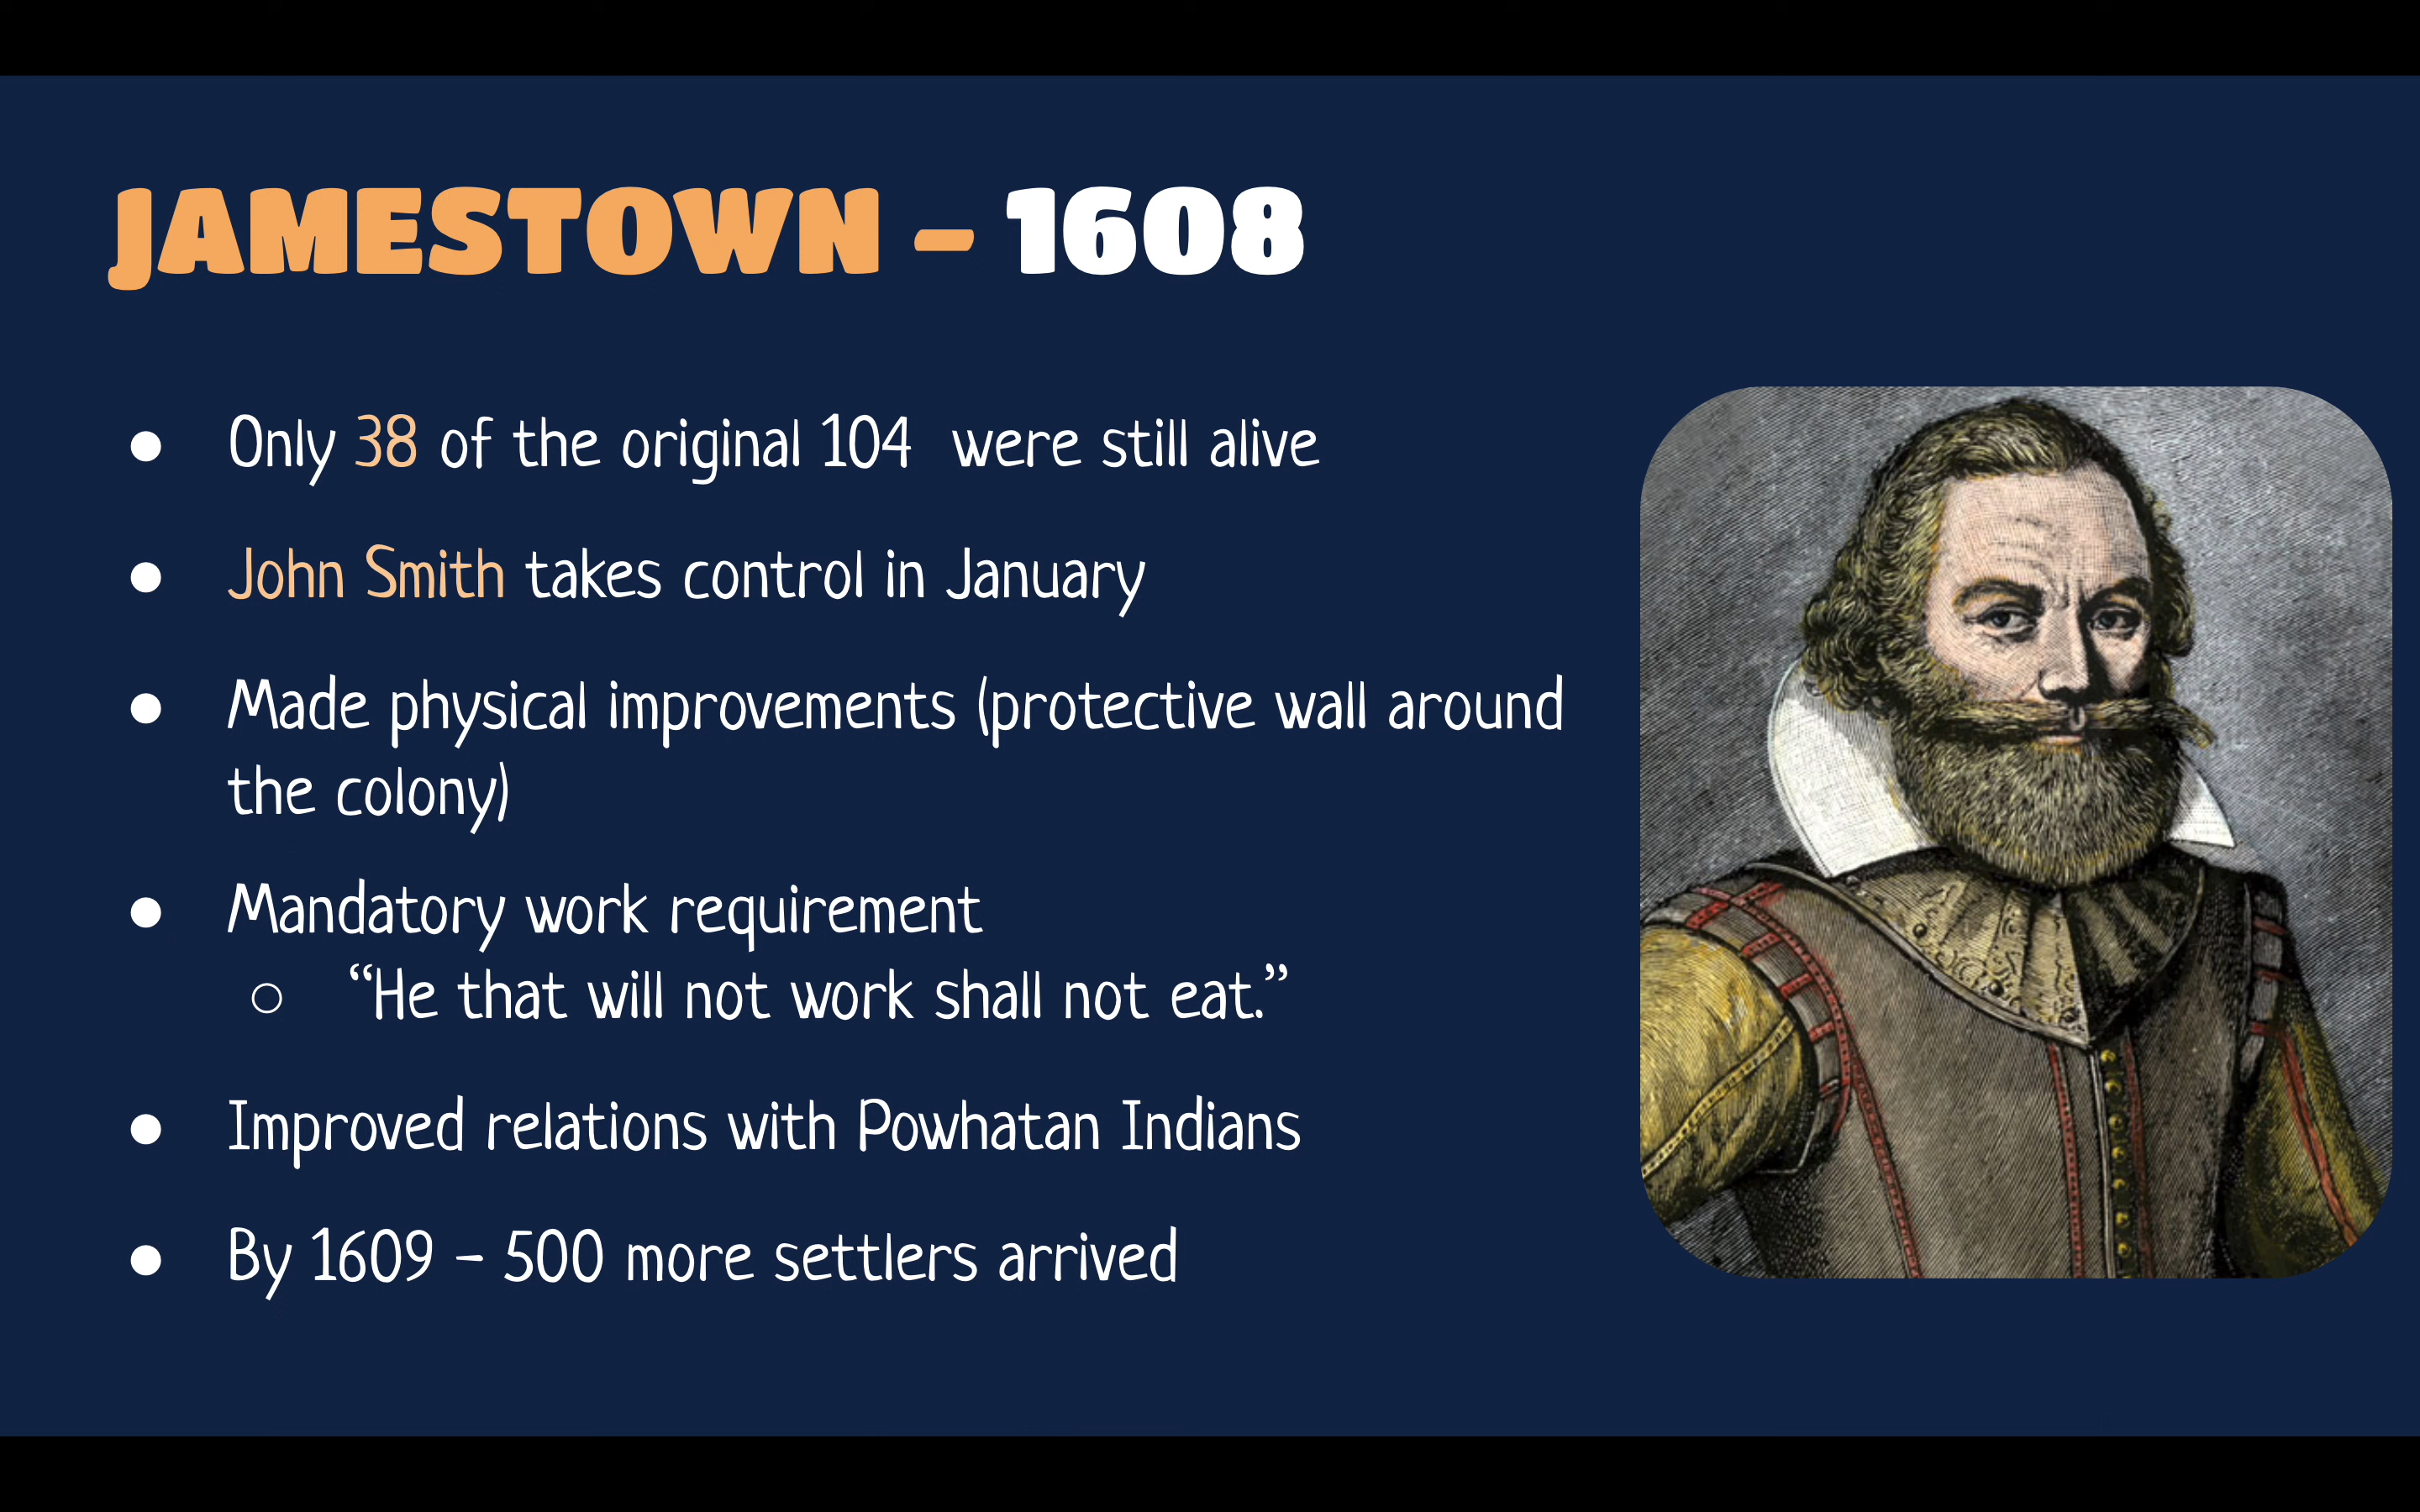 JAMESTOWN – 1608
● Only 38 of the original 104 were still alive
● John Smith takes control in January
● Made physical improvements (protective wall around
the colony)
● Mandatory work requirement
○ “He that will not work shall not eat.”
● Improved relations with Powhatan Indians
● By 1609 – 500 more settlers arrived